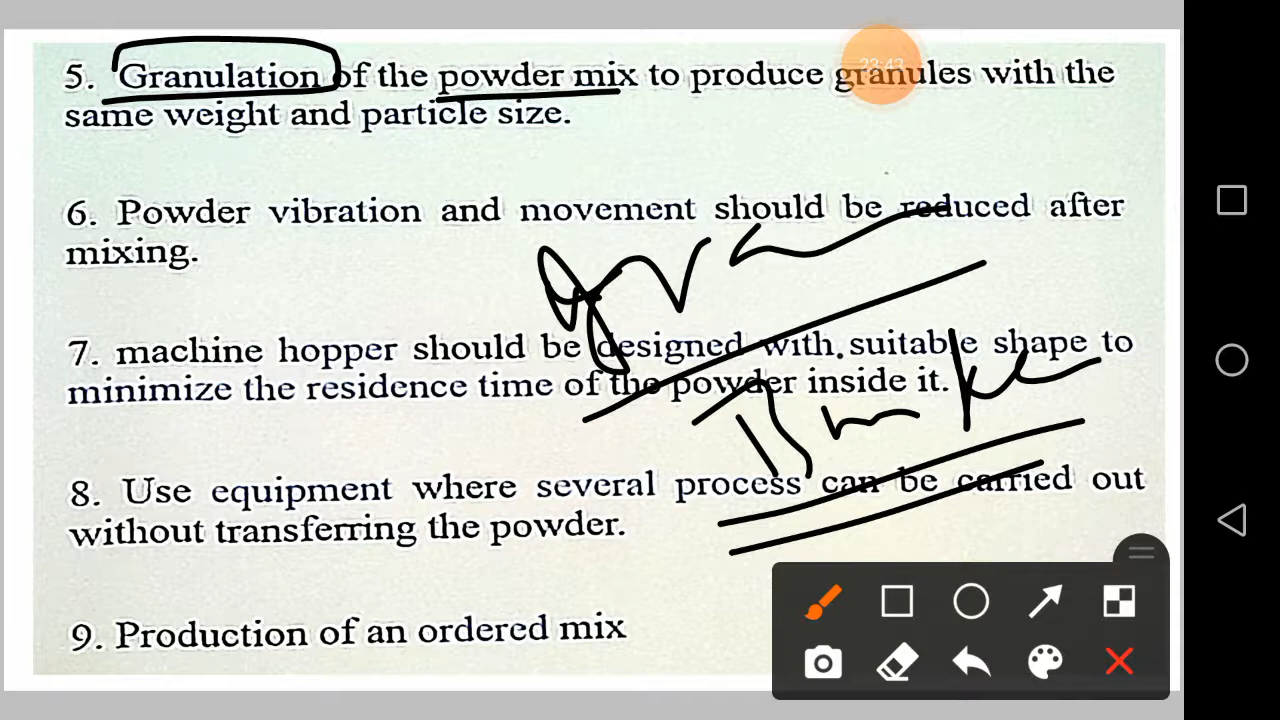 5. Granulation of the powder mix to produce granules with the
same weight and particle size.
6. Powder vibration and movement should be reduced after
mixing.
7. machine hopper should be designed with suitable shape to
minimize the residence time of the powder inside it.
8. Use equipment where several process can be carried out
without transferring the powder.
9. Production of an ordered mix
23:43